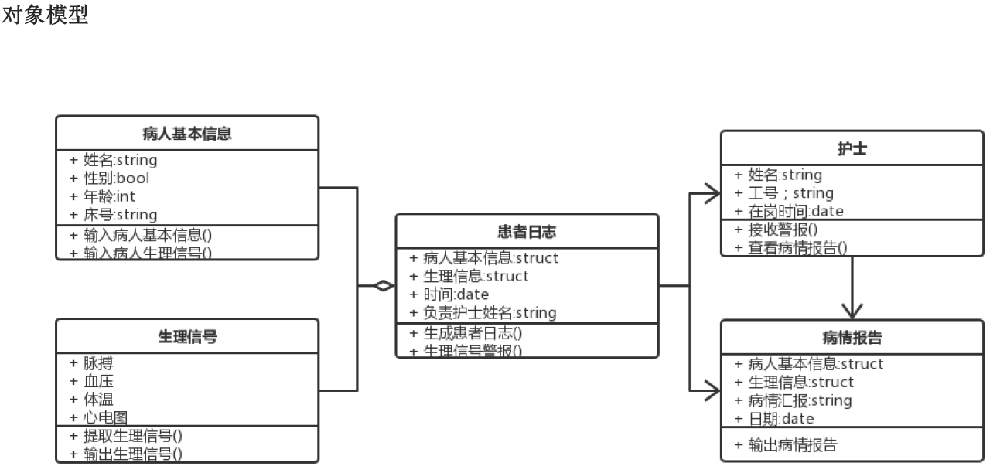 对象模型
病人基本信息
+ 姓名:string
+ 性别:bool
+ 年龄:int
+ 床号:string
+ 输入病人基本信息()
+ 输入病人生理信号()
生理信号
+ 脉搏
+ 血压
+ 体温
+ 心电图
+ 提取生理信号()
+ 输出生理信号()
患者日志
+ 病人基本信息:struct
+ 生理信息:struct
+ 时间:date
+ 负责护士姓名:string
+ 生成患者日志()
+ 生理信号警报()
护士
+ 姓名:string
+ 工号；string
+ 在岗时间:date
+ 接收警报()
+ 查看病情报告()
病情报告
+ 病人基本信息:struct
+ 生理信息:struct
+ 病情汇报:string
+ 日期:date
+ 输出病情报告